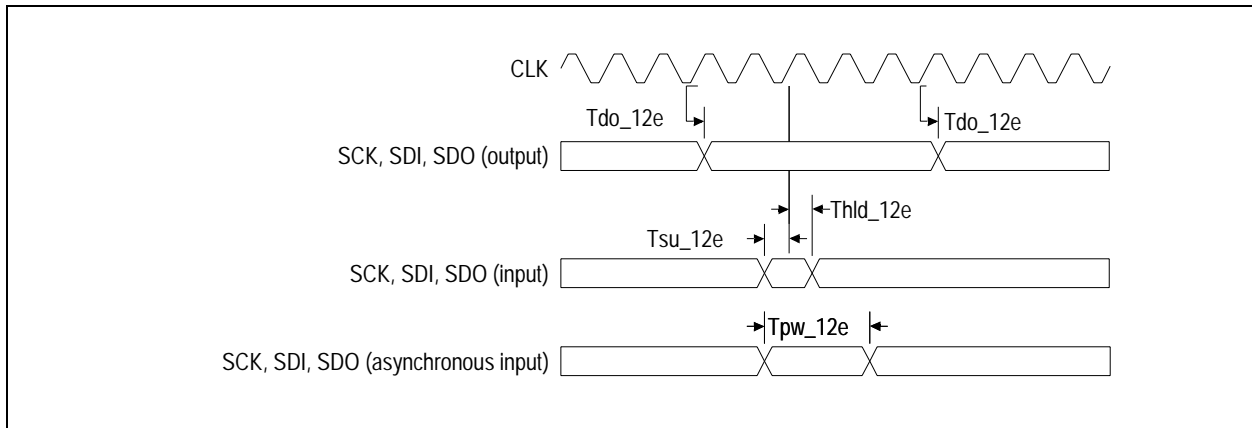 CLK
Tdo_12e
Tdo_12e
SCK, SDI, SDO (output)
Thld_12e
Tsu_12e
SCK, SDI, SDO (input)
Tpw_12e
SCK, SDI, SDO (asynchronous input)